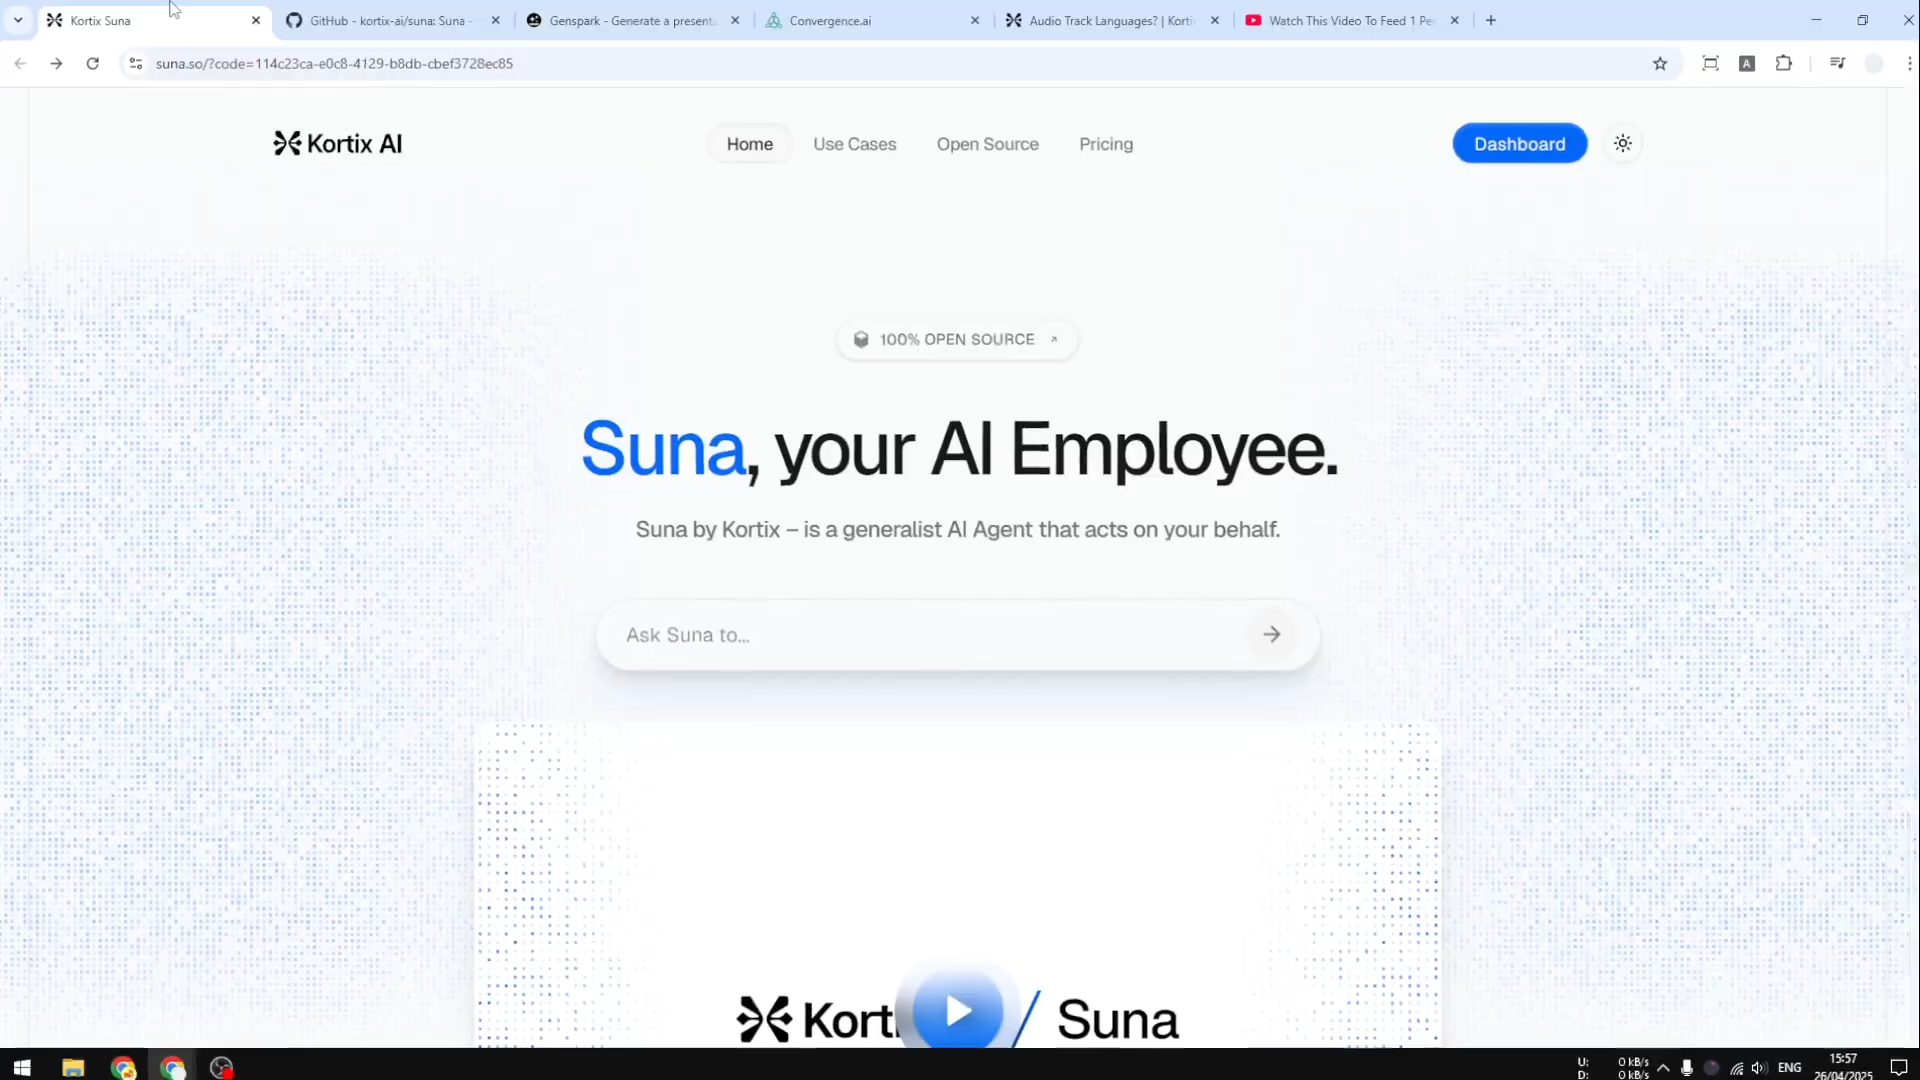 Kortix Suna
GitHub - kortix-ai/suna: Suna -
Genspark - Generate a presenta
Convergence.ai
Audio Track Languages? | Korti
Watch This Video To Feed 1 Pe
suna.so/?code=114c23ca-e0c8-4129-b8db-cbef3728ec85
A
Kortix AI
Home
Use Cases
Open Source
Pricing
Dashboard
100% OPEN SOURCE
Suna, your AI Employee.
Suna by Kortix – is a generalist AI Agent that acts on your behalf.
Ask Suna to...
Korti / Suna
U: 0 kB/s
D: 0 kB/s
ENG
15:57
26/04/2025